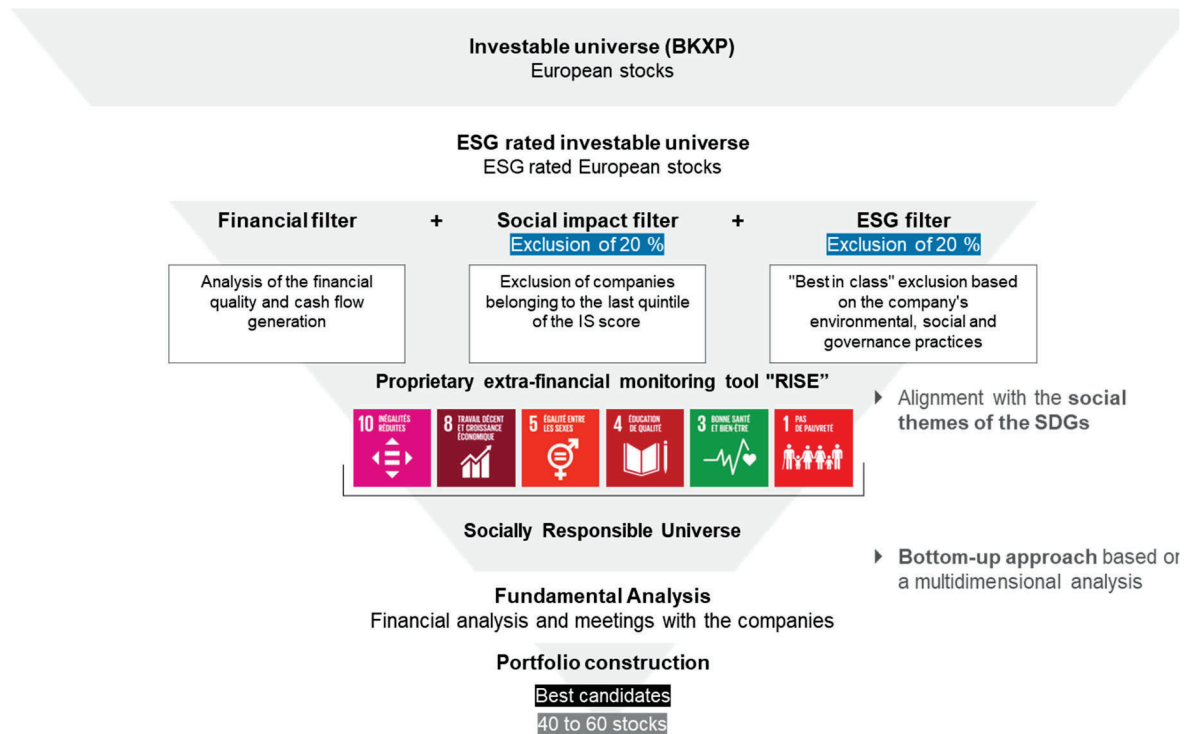 Investable universe (BKXP)
European stocks
ESG rated investable universe
ESG rated European stocks
Financial filter + Social impact filter + ESG filter
Exclusion of 20 %
Exclusion of 20 %
Analysis of the financial
quality and cash flow
generation
Exclusion of companies
belonging to the last quintile
of the IS score
"Best in class" exclusion based
on the company's
environmental, social and
governance practices
Proprietary extra-financial monitoring tool "RISE”
10 INÉGALITÉS
RÉDUITES
8 TRAVAIL DÉCENT
ET CROISSANCE
ÉCONOMIQUE
5 ÉGALITÉ ENTRE
LES SEXES
4 ÉDUCATION
DE QUALITÉ
3 BONNE SANTÉ
ET BIEN-ÊTRE
1 PAS
DE PAUVRETÉ
Alignment with the social
themes of the SDGs
Socially Responsible Universe
Bottom-up approach based or
a multidimensional analysis
Fundamental Analysis
Financial analysis and meetings with the companies
Portfolio construction
Best candidates
40 to 60 stocks